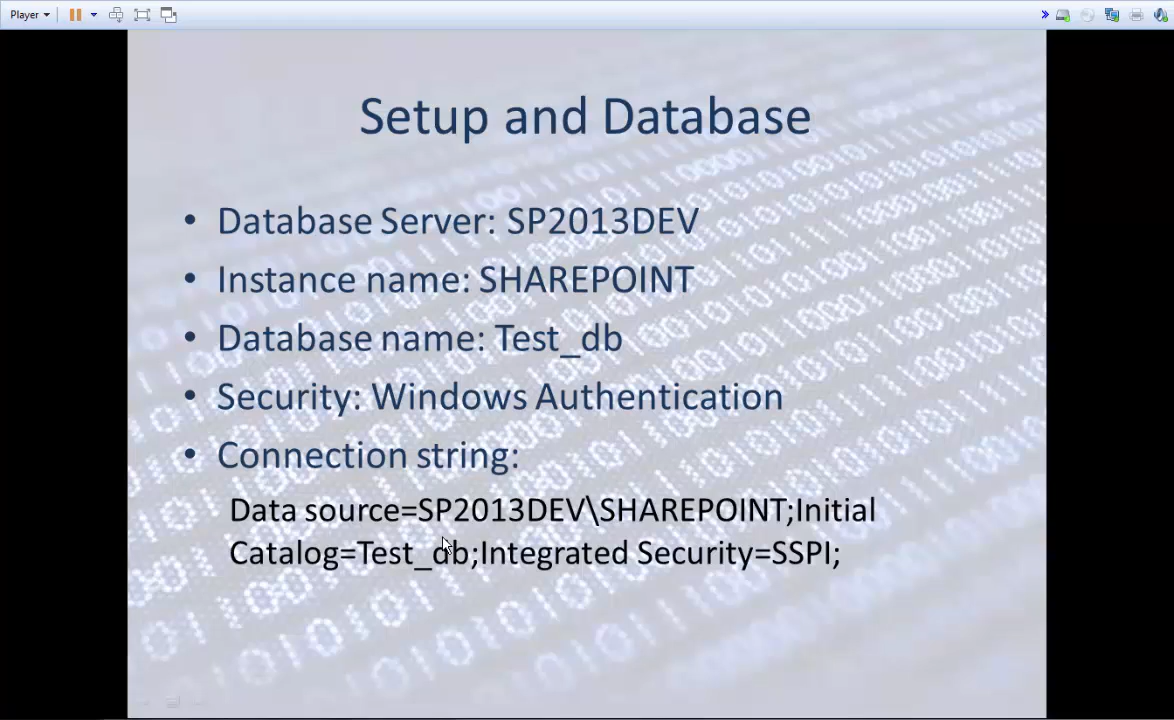 Player
Setup and Database
• Database Server: SP2013DEV
• Instance name: SHAREPOINT
• Database name: Test_db
• Security: Windows Authentication
• Connection string:
Data source=SP2013DEV\SHAREPOINT;Initial
Catalog=Test_db;Integrated Security=SSPI;